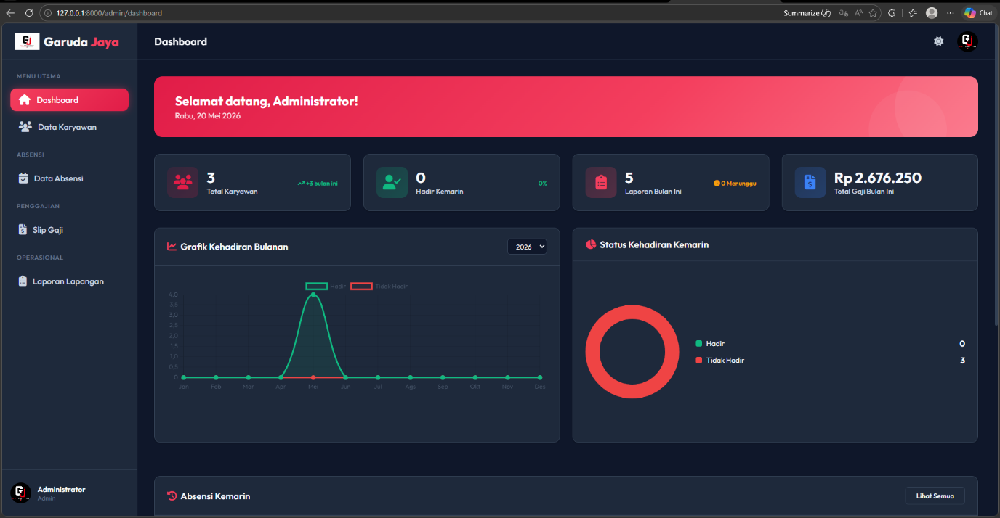 127.0.0.1:8000/admin/dashboard
Summarize
Chat
GJ
Garuda Jaya
Dashboard
GJ
MENU UTAMA
Dashboard
Data Karyawan
ABSENSI
Data Absensi
PENGGAJIAN
Slip Gaji
OPERASIONAL
Laporan Lapangan
Selamat datang, Administrator!
Rabu, 20 Mei 2026
3
Total Karyawan
+3 bulan ini
0
Hadir Kemarin
0%
5
Laporan Bulan Ini
0 Menunggu
Rp 2.676.250
Total Gaji Bulan Ini
Grafik Kehadiran Bulanan
2026
Hadir
Tidak Hadir
4,0
3,5
3,0
2,5
2,0
1,5
1,0
0,5
0
Jan Feb Mar Apr Mei Jun Jul Ags Sep Okt Nov Des
Status Kehadiran Kemarin
Hadir 0
Tidak Hadir 3
Absensi Kemarin
Lihat Semua
GJ
Administrator
Admin